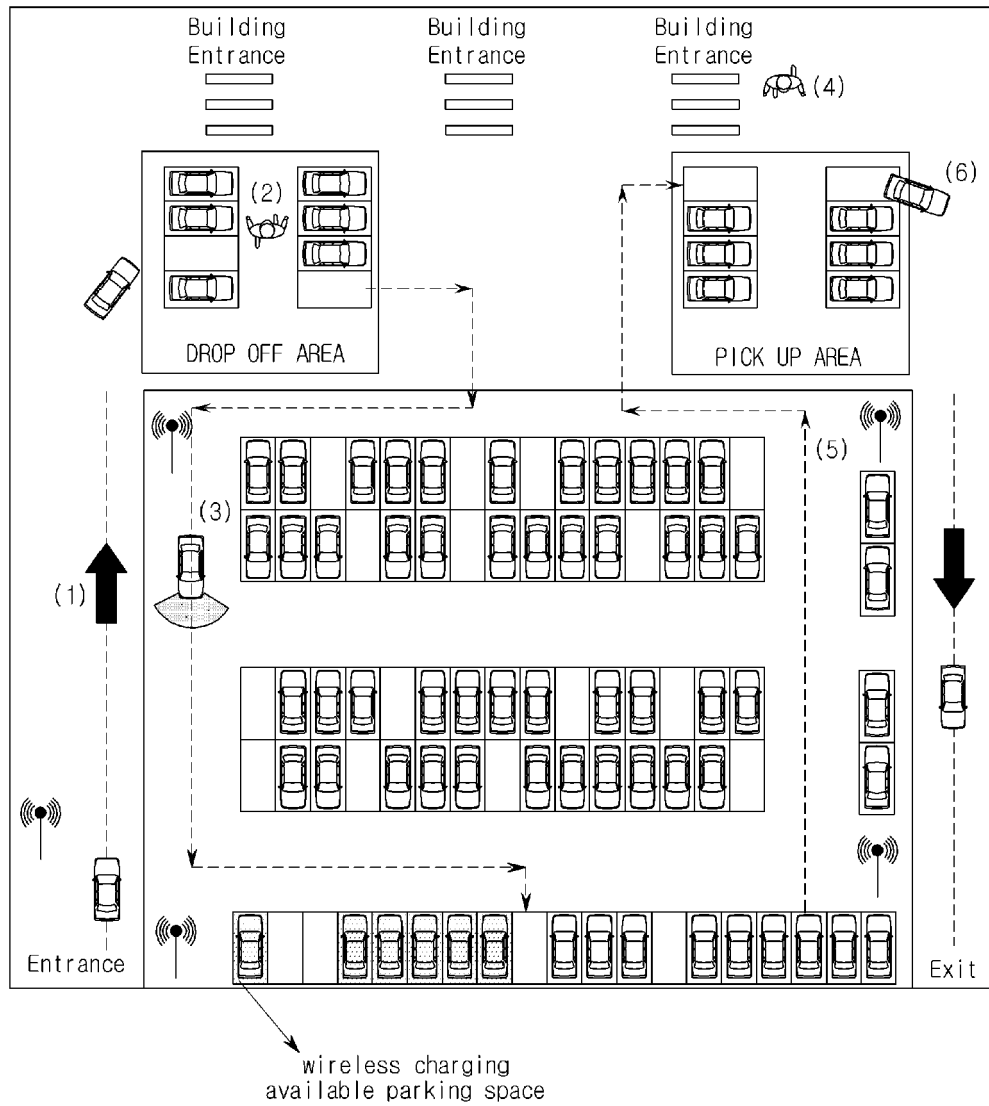 Building
Entrance
Building
Entrance
Building
Entrance
(4)
(2)
(6)
DROP OFF AREA
PICK UP AREA
(5)
(3)
(1)
Entrance
Exit
wireless charging
available parking space